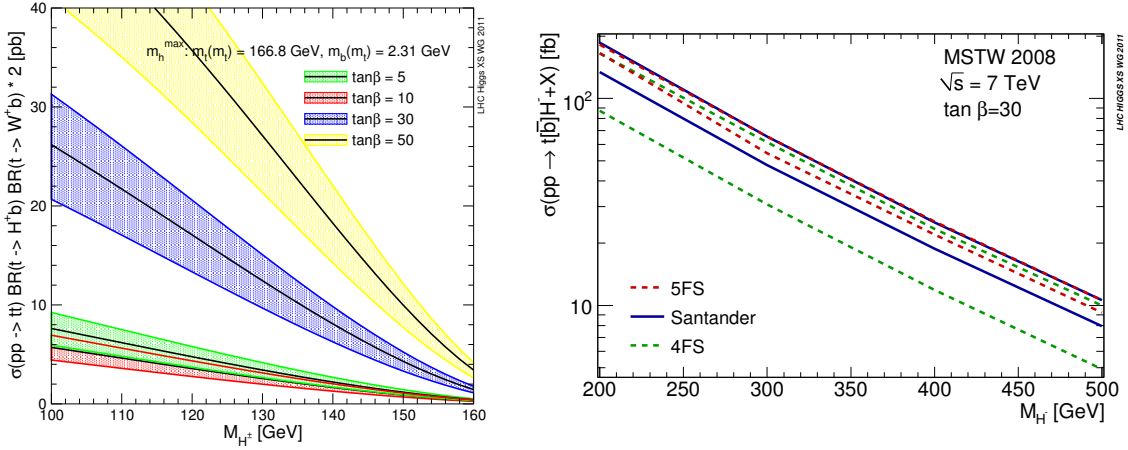 σ(pp -> tt) BR(t -> H⁺b) BR(t -> W⁺b) * 2 [pb]
40
30
20
10
0
m_h^max: m_t(m_t) = 166.8 GeV, m_b(m_t) = 2.31 GeV
tanβ = 5
tanβ = 10
tanβ = 30
tanβ = 50
LHC Higgs XS WG 2011
100 110 120 130 140 150 160
M_H± [GeV]
σ(pp → t[b̄]H⁻+X) [fb]
10²
10
MSTW 2008
√s = 7 TeV
tan β=30
LHC HIGGS XS WG 2011
5FS
Santander
4FS
200 250 300 350 400 450 500
M_H⁻ [GeV]